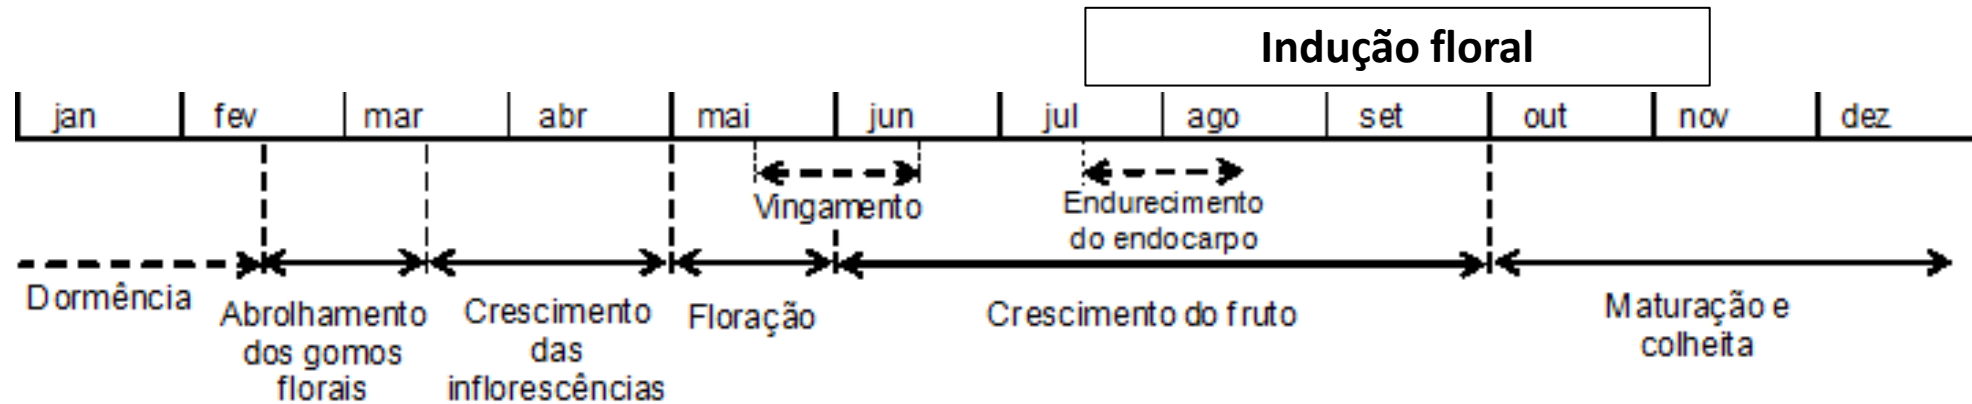 Indução floral
jan fev mar abr mai jun jul ago set out nov dez
Vingamento
Endurecimento
do endocarpo
Dormência
Abrolhamento
dos gomos
florais
Crescimento
das
inflorescências
Floração
Crescimento do fruto
Maturação e
colheita